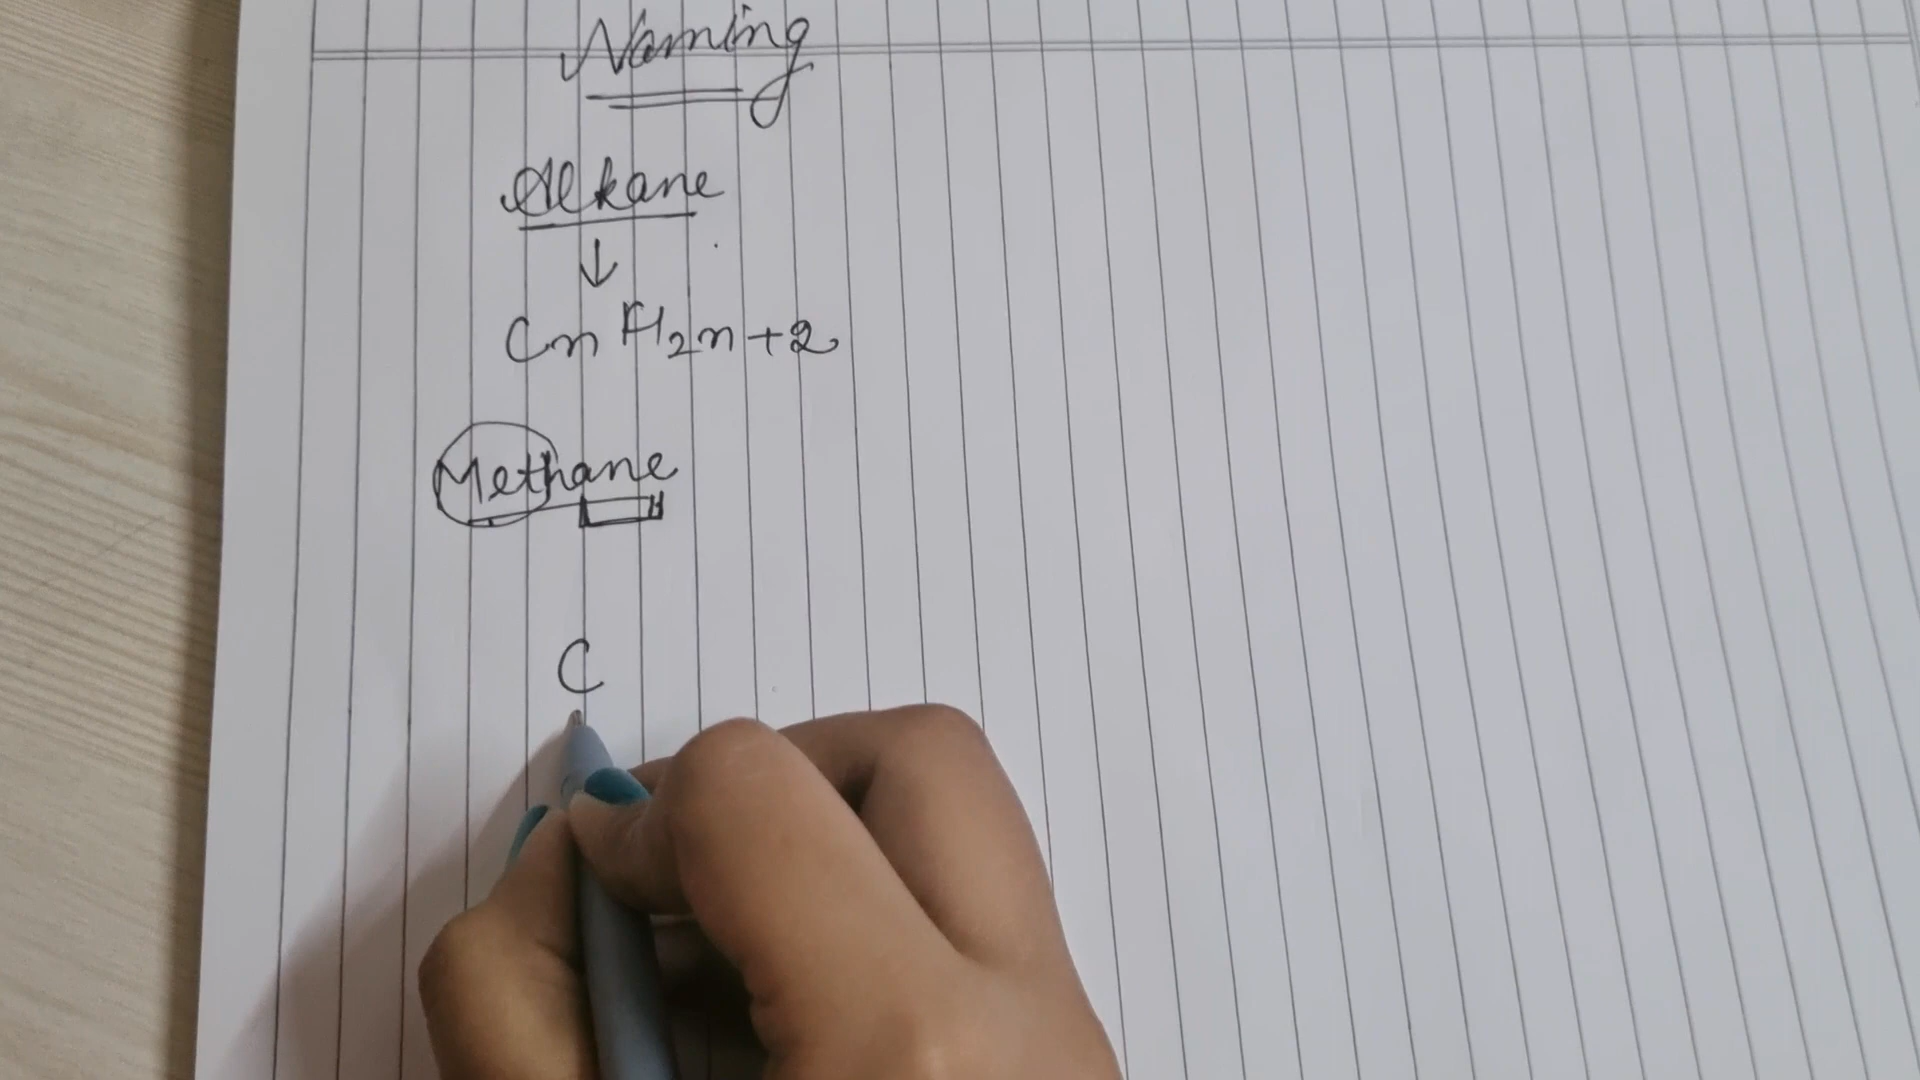 Naming
Alkane
↓
CnH2n+2
Methane
C